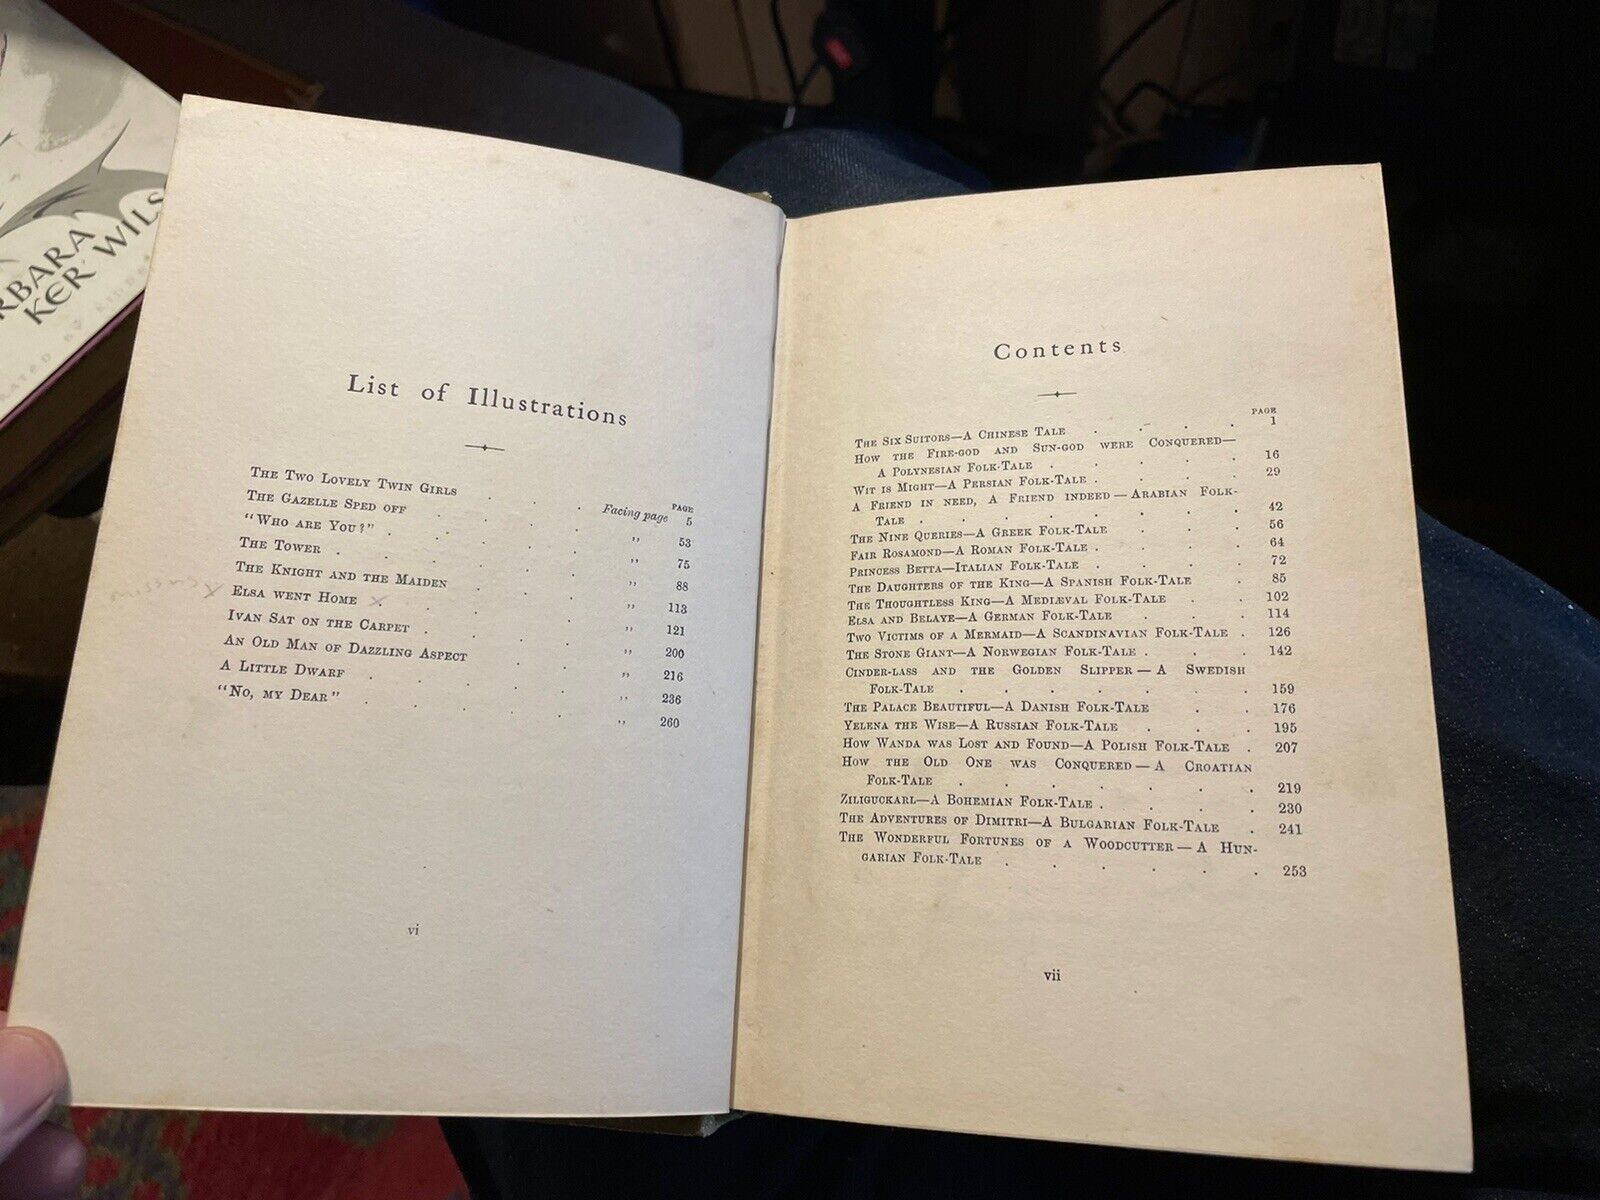 RBARA
KER WILS
RATED BY KIDD
List of Illustrations
PAGE
The Two Lovely Twin Girls . . . Facing page 5
The Gazelle Sped off . . . . ,, 53
"Who are You?" . . . . ,, 75
The Tower . . . . . ,, 88
The Knight and the Maiden . . . ,, 113
Elsa went Home x . . . . ,, 121
Ivan Sat on the Carpet . . . . ,, 200
An Old Man of Dazzling Aspect . . ,, 216
A Little Dwarf . . . . . ,, 236
"No, my Dear" . . . . . ,, 260
vi
Contents
PAGE
The Six Suitors—A Chinese Tale . . . . 1
How the Fire-god and Sun-god were Conquered—
A Polynesian Folk-Tale . . . . . 16
Wit is Might—A Persian Folk-Tale . . . . 29
A Friend in need, a Friend indeed—Arabian Folk-
Tale . . . . . . . . 42
The Nine Queries—A Greek Folk-Tale . . . 56
Fair Rosamond—A Roman Folk-Tale . . . . 64
Princess Betta—Italian Folk-Tale . . . . 72
The Daughters of the King—A Spanish Folk-Tale . 85
The Thoughtless King—A Mediæval Folk-Tale . . 102
Elsa and Belaye—A German Folk-Tale . . . 114
Two Victims of a Mermaid—A Scandinavian Folk-Tale . 126
The Stone Giant—A Norwegian Folk-Tale . . . 142
Cinder-lass and the Golden Slipper—A Swedish
Folk-Tale . . . . . . . 159
The Palace Beautiful—A Danish Folk-Tale . . 176
Yelena the Wise—A Russian Folk-Tale . . . 195
How Wanda was Lost and Found—A Polish Folk-Tale . 207
How the Old One was Conquered—A Croatian
Folk-Tale . . . . . . . 219
Ziliguckarl—A Bohemian Folk-Tale . . . . 230
The Adventures of Dimitri—A Bulgarian Folk-Tale . 241
The Wonderful Fortunes of a Woodcutter—A Hun-
garian Folk-Tale . . . . . . 253
vii